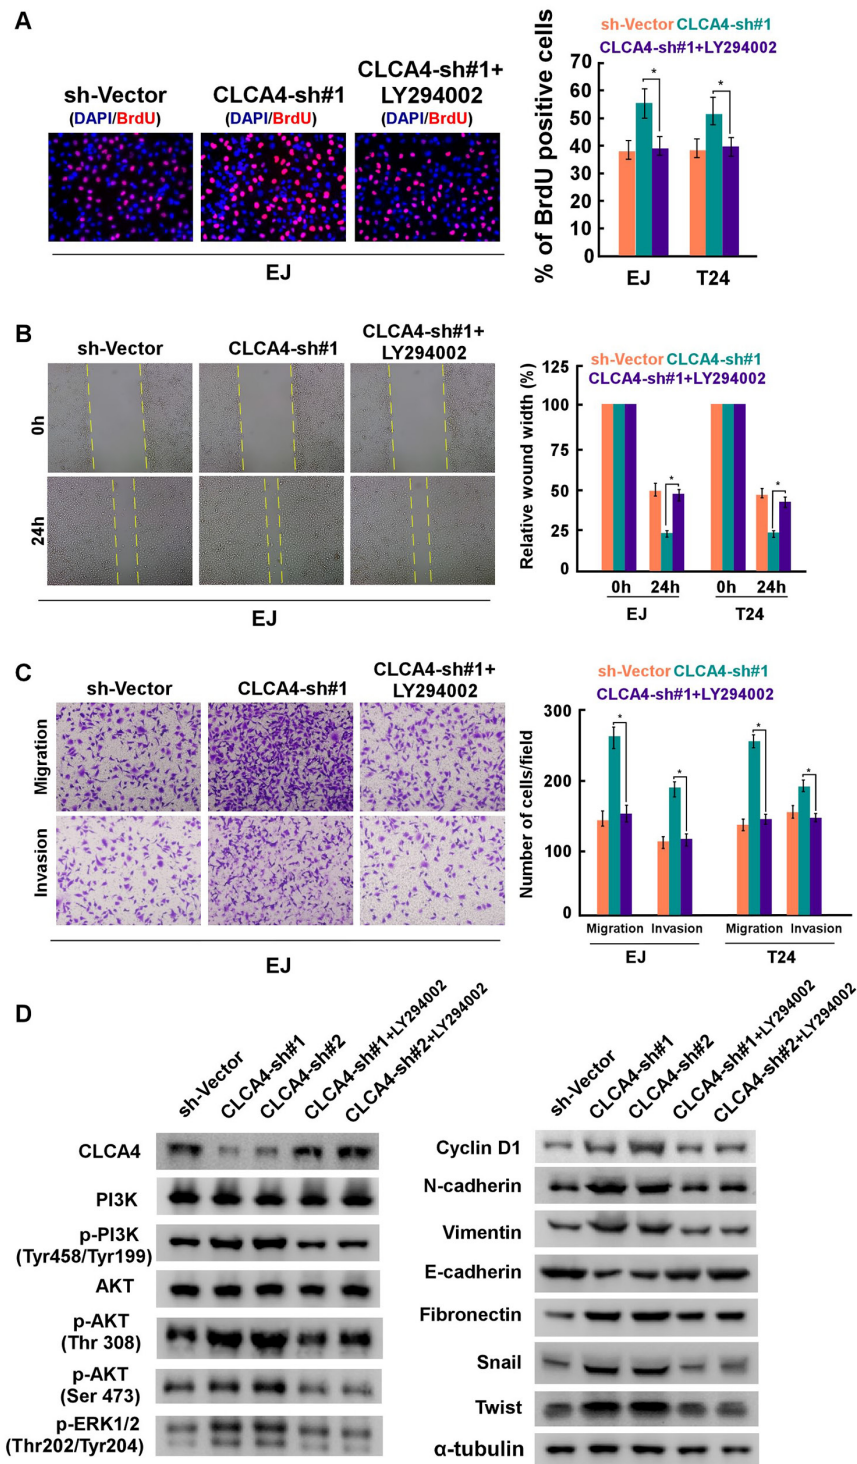 A
sh-Vector
(DAPI/BrdU)
CLCA4-sh#1
(DAPI/BrdU)
CLCA4-sh#1+
LY294002
(DAPI/BrdU)
EJ
sh-Vector CLCA4-sh#1
CLCA4-sh#1+LY294002
% of BrdU positive cells
70
60
50
40
30
20
10
0
*
*
EJ
T24
B
sh-Vector
CLCA4-sh#1
CLCA4-sh#1+
LY294002
0h
24h
EJ
sh-Vector CLCA4-sh#1
CLCA4-sh#1+LY294002
Relative wound width (%)
125
100
75
50
25
0
*
*
0h 24h 0h 24h
EJ
T24
C
sh-Vector
CLCA4-sh#1
CLCA4-sh#1+
LY294002
Migration
Invasion
EJ
sh-Vector CLCA4-sh#1
CLCA4-sh#1+LY294002
Number of cells/field
300
200
100
0
*
*
*
*
Migration Invasion Migration Invasion
EJ
T24
D
sh-Vector
CLCA4-sh#1
CLCA4-sh#2
CLCA4-sh#1+LY294002
CLCA4-sh#2+LY294002
CLCA4
PI3K
p-PI3K
(Tyr458/Tyr199)
AKT
p-AKT
(Thr 308)
p-AKT
(Ser 473)
p-ERK1/2
(Thr202/Tyr204)
sh-Vector
CLCA4-sh#1
CLCA4-sh#2
CLCA4-sh#1+LY294002
CLCA4-sh#2+LY294002
Cyclin D1
N-cadherin
Vimentin
E-cadherin
Fibronectin
Snail
Twist
α-tubulin